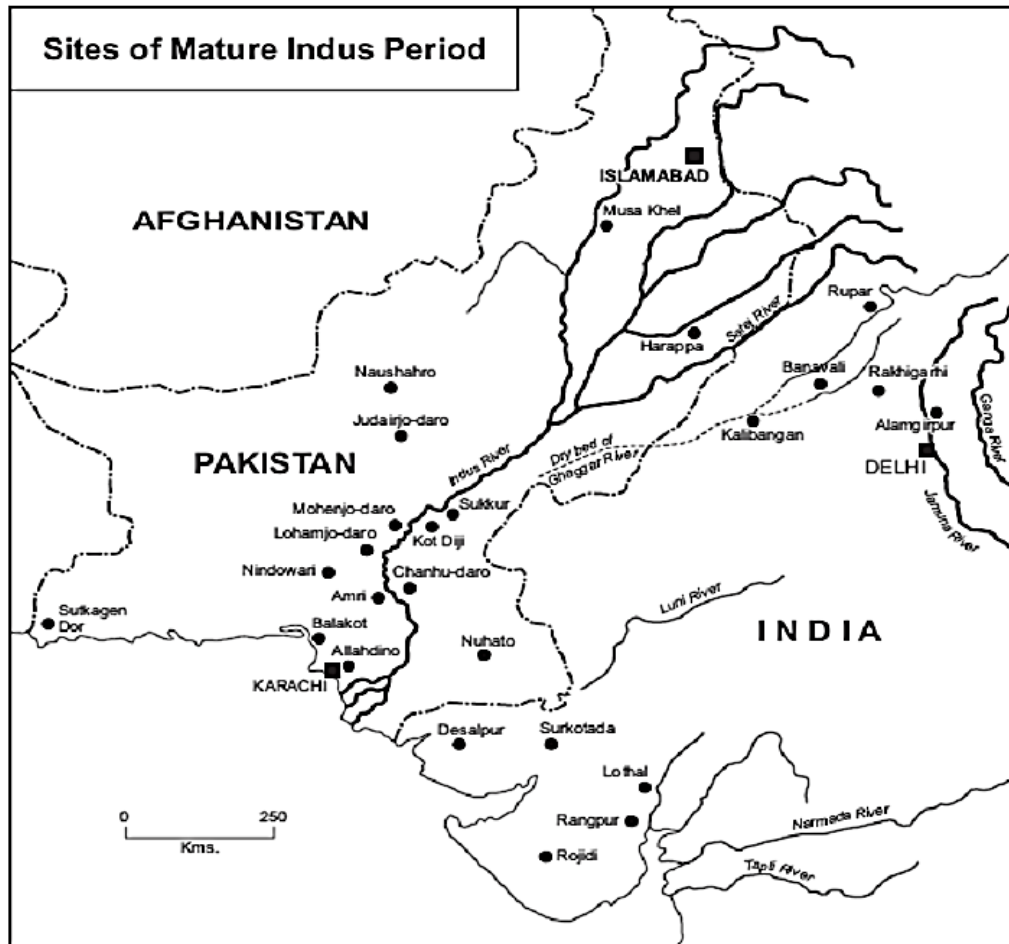 Sites of Mature Indus Period
ISLAMABAD
AFGHANISTAN
Musa Khel
Rupar
Harappa
Satej River
Banavali
Rakhigarhi
Naushahro
Ganga River
Alamgirpur
Kalibangan
Judairjo-daro
Indus River
Dry bed of
Ghaggar River
PAKISTAN
DELHI
Jamuna River
Sukkur
Mohenjo-daro
Kot Diji
Lohamjo-daro
Nindowari
Chanhu-daro
Amri
Luni River
Sutkagen
Dor
Balakot
INDIA
Nuhato
Allahdino
KARACHI
Desalpur
Surkotada
Lothal
0 250
Kms.
Rangpur
Narmada River
Rojidi
Tapti River